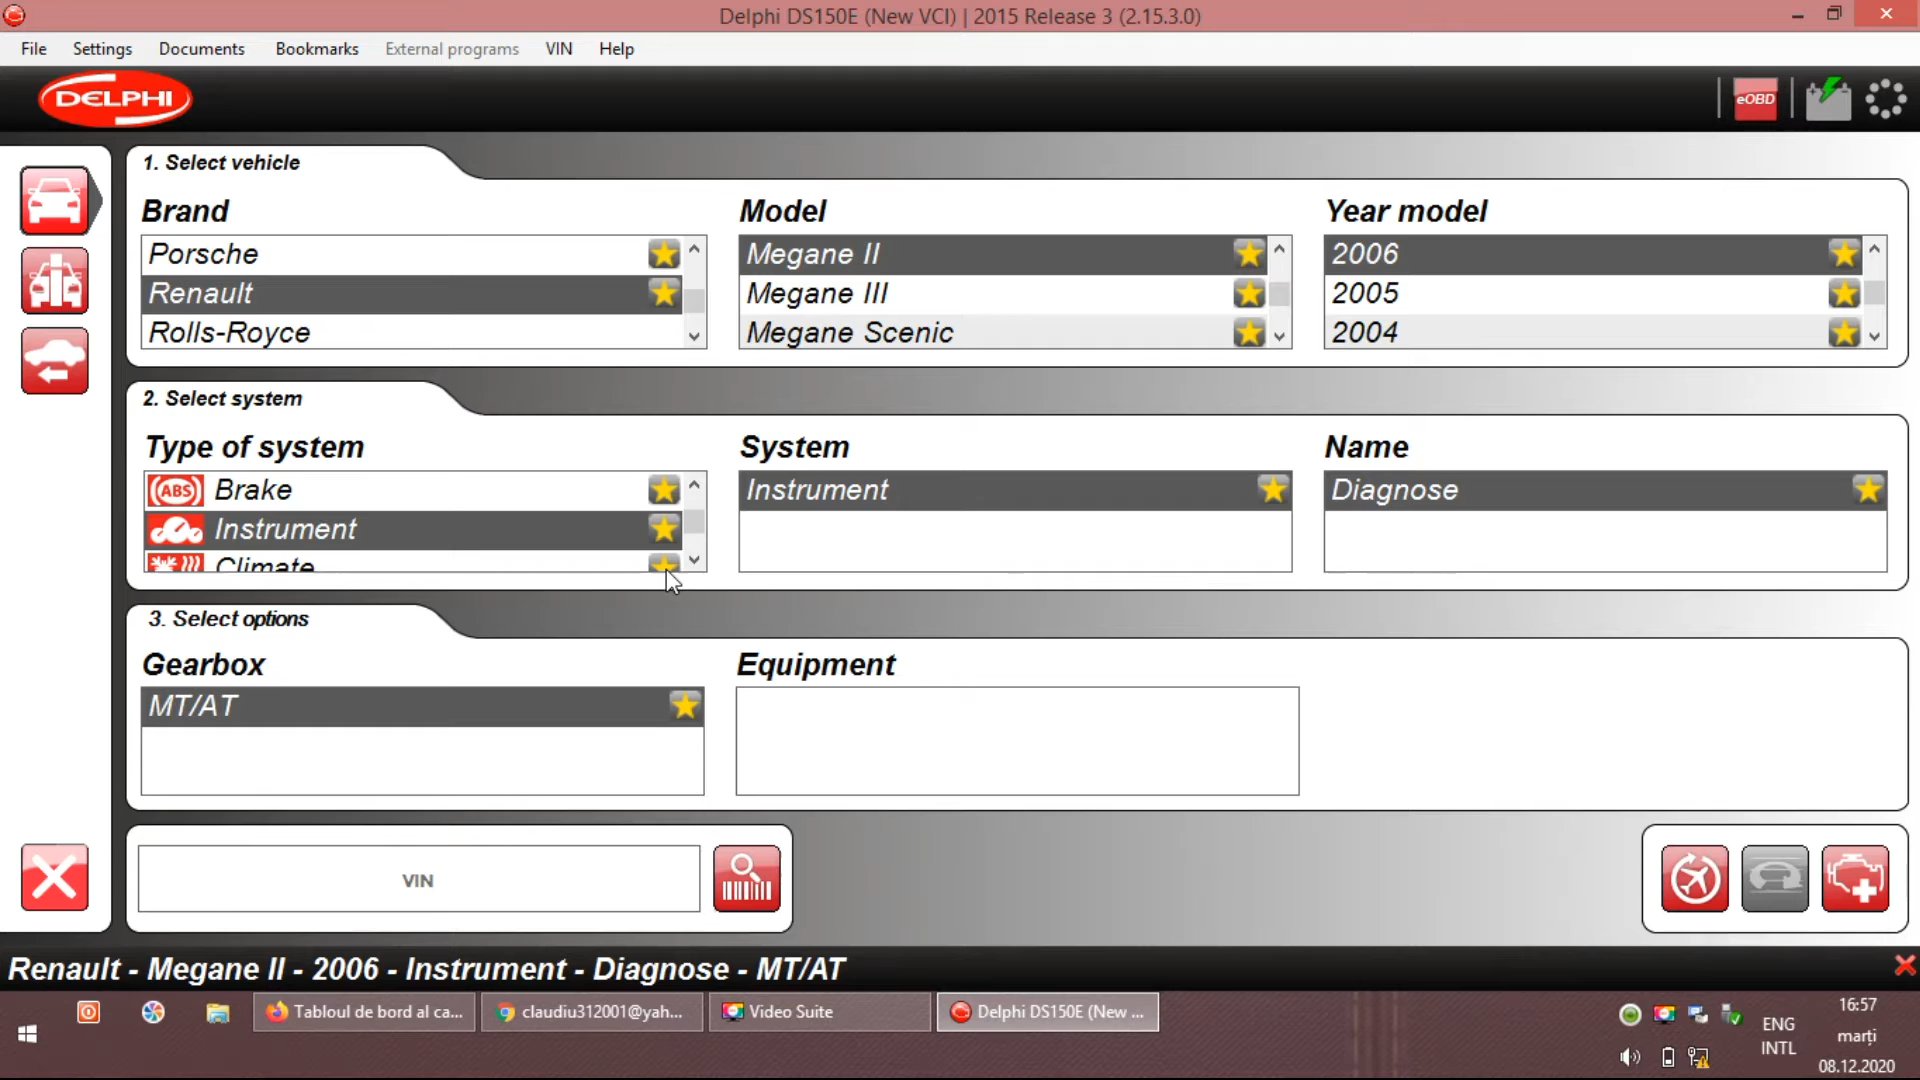 Delphi DS150E (New VCI) | 2015 Release 3 (2.15.3.0)
File Settings Documents Bookmarks External programs VIN Help
DELPHI
eOBD
1. Select vehicle
Brand Model Year model
Porsche Megane II 2006
Renault Megane III 2005
Rolls-Royce Megane Scenic 2004
2. Select system
Type of system System Name
ABS Brake Instrument Diagnose
Instrument
Climate
3. Select options
Gearbox Equipment
MT/AT
VIN
Renault - Megane II - 2006 - Instrument - Diagnose - MT/AT
Tabloul de bord al ca... claudiu312001@yah... Video Suite Delphi DS150E (New ...
ENG
INTL
16:57
marți
08.12.2020